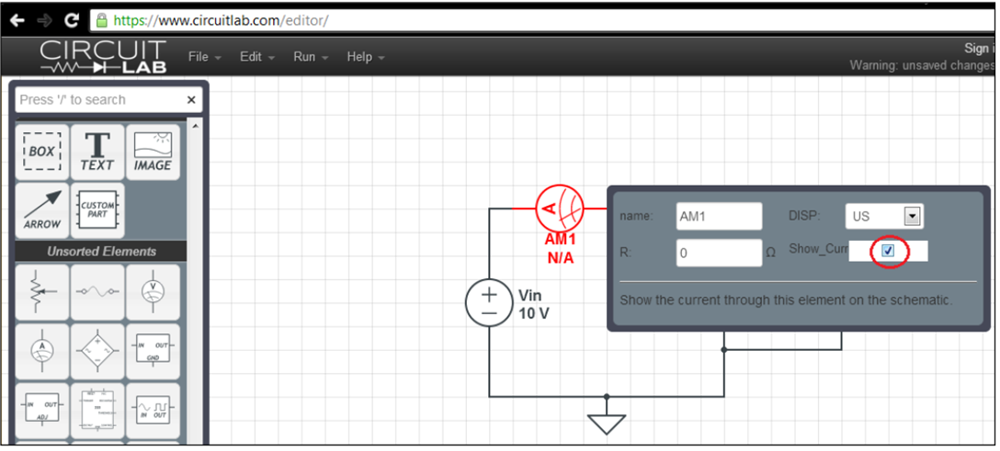 https://www.circuitlab.com/editor/
CIRCUIT
LAB
File
Edit
Run
Help
Sign i
Warning: unsaved changes
Press '/' to search
×
BOX
T
TEXT
IMAGE
ARROW
CUSTOM
PART
Unsorted Elements
V
A
IN OUT
GND
IN OUT
ADJ
IN OUT
A
AM1
N/A
Vin
10 V
name:
AM1
DISP:
US
R:
0
Ω
Show_Curr
Show the current through this element on the schematic.